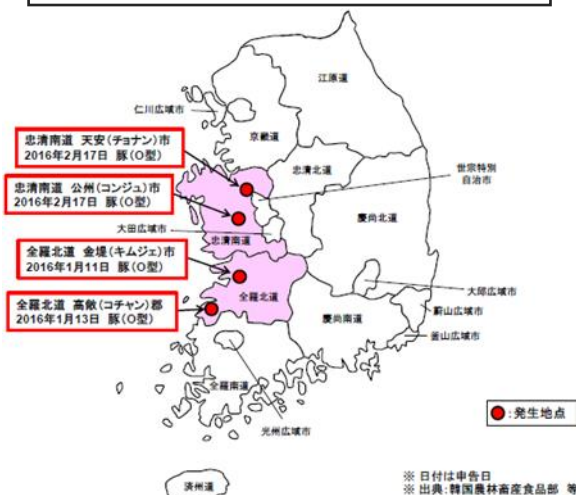 江原道
仁川広域市
京畿道
忠清南道 天安(チョナン)市
2016年2月17日 豚(O型)
忠清北道
世宗特別
自治市
忠清南道 公州(コンジュ)市
2016年2月17日 豚(O型)
慶尚北道
大田広域市
忠清南道
全羅北道 金堤(キムジェ)市
2016年1月11日 豚(O型)
全羅北道
大邱広域市
全羅北道 高敞(コチャン)郡
2016年1月13日 豚(O型)
慶尚南道
蔚山広域市
釜山広域市
全羅南道
光州広域市
:発生地点
済州道
※ 日付は申告日
※ 出典:韓国農林畜産食品部 等